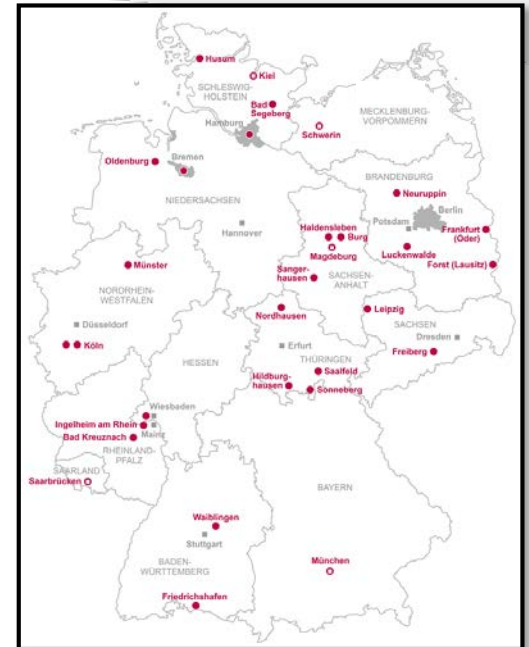 Husum
Kiel
SCHLESWIG-
HOLSTEIN
Bad
Segeberg
MECKLENBURG-
VORPOMMERN
Hamburg
Schwerin
Oldenburg
Bremen
NIEDERSACHSEN
BRANDENBURG
Neuruppin
Berlin
Potsdam
Frankfurt
(Oder)
Hannover
Haldensleben
Burg
Magdeburg
Luckenwalde
Forst (Lausitz)
Münster
Sanger-
hausen
SACHSEN-
ANHALT
NORDRHEIN-
WESTFALEN
Nordhausen
Leipzig
Düsseldorf
SACHSEN
Dresden
Köln
Erfurt
Freiberg
HESSEN
THÜRINGEN
Saalfeld
Hildburg-
hausen
Sonneberg
Wiesbaden
Ingelheim am Rhein
Mainz
Bad Kreuznach
RHEINLAND-
PFALZ
SAARLAND
Saarbrücken
BAYERN
Waiblingen
Stuttgart
BADEN-
WÜRTTEMBERG
München
Friedrichshafen